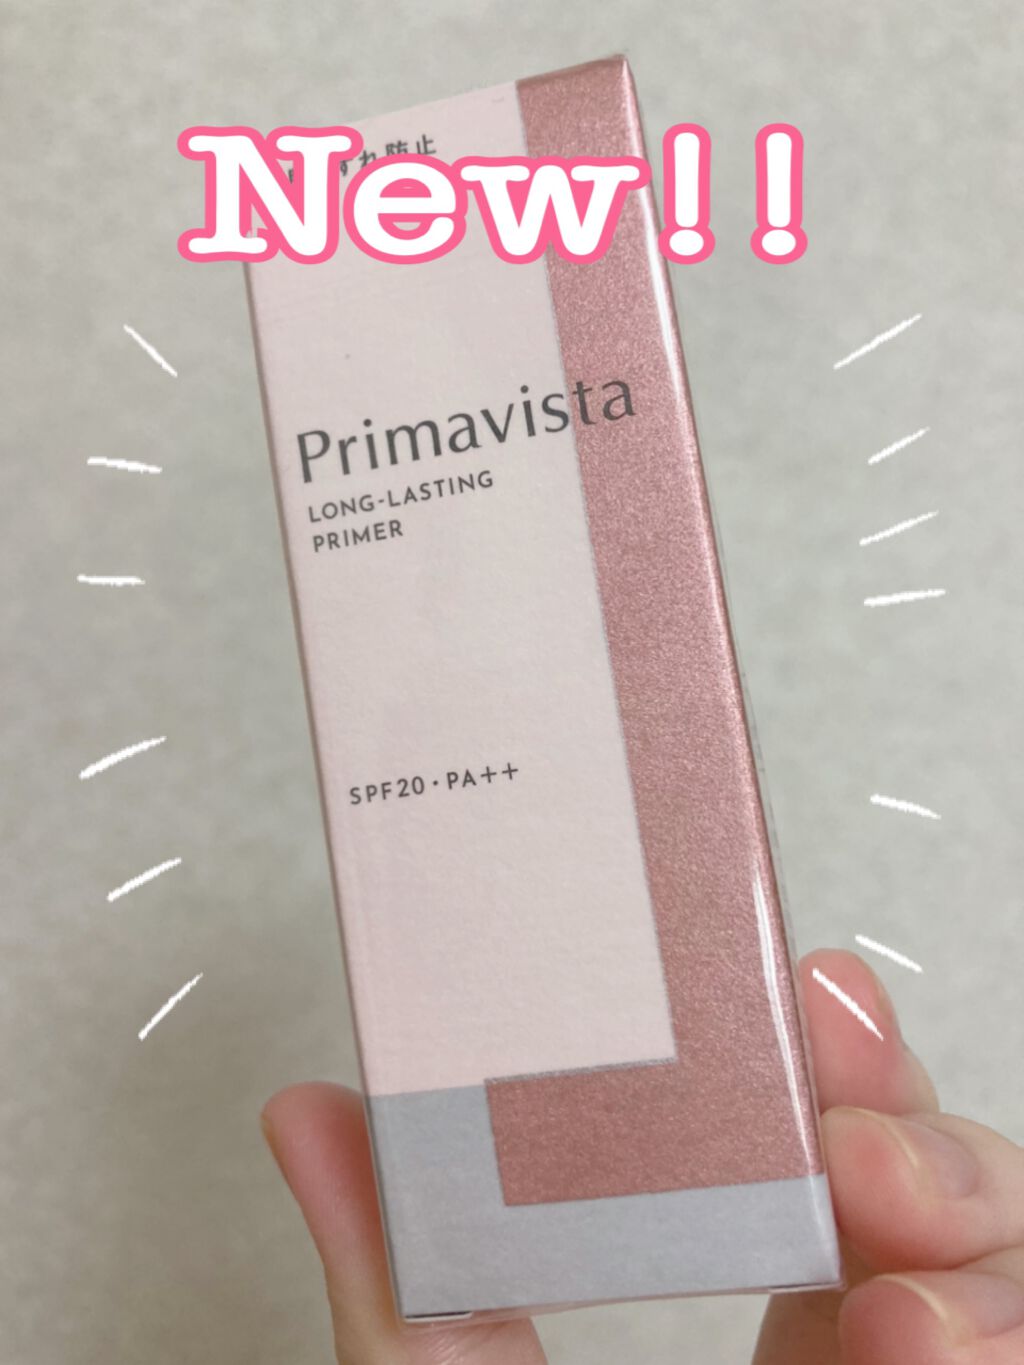 New!!
Primavista
LONG-LASTING
PRIMER
SPF20・PA++